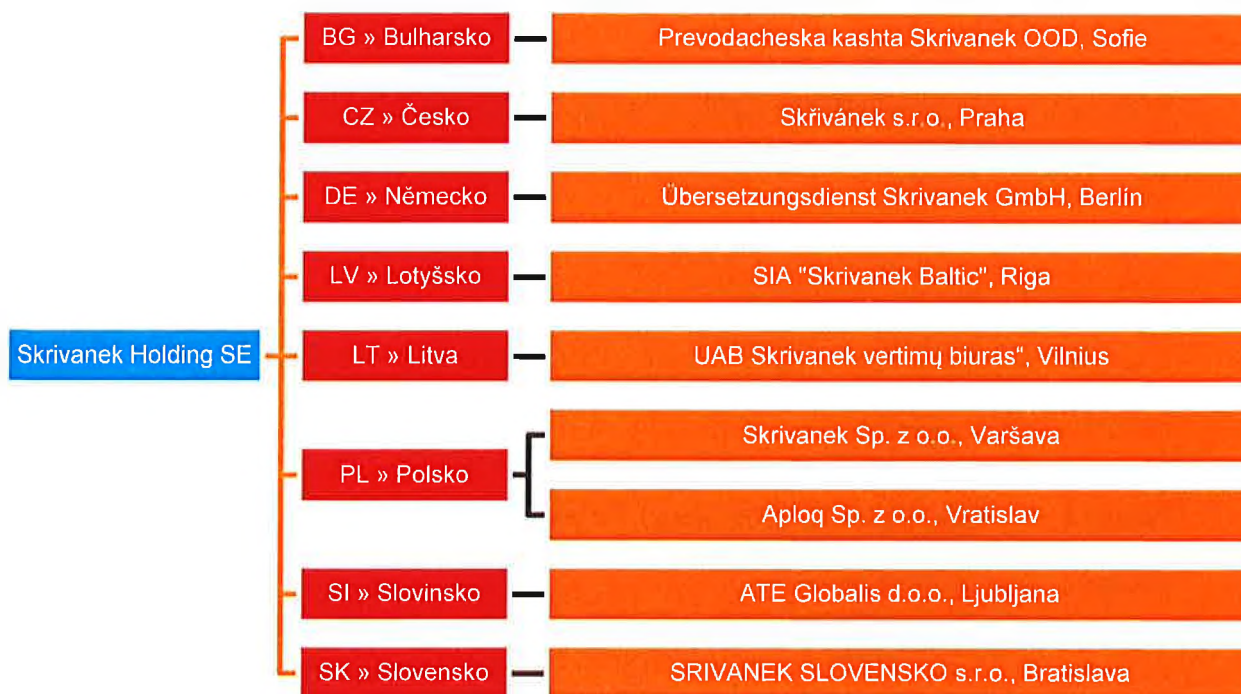 BG » Bulharsko
Prevodacheska kashta Skrivanek OOD, Sofie
CZ » Česko
Skřivánek s.r.o., Praha
DE » Německo
Übersetzungsdienst Skrivanek GmbH, Berlín
LV » Lotyšsko
SIA "Skrivanek Baltic", Riga
Skrivanek Holding SE
LT » Litva
UAB Skrivanek vertimų biuras“, Vilnius
PL » Polsko
Skrivanek Sp. z o.o., Varšava
Aploq Sp. z o.o., Vratislav
SI » Slovinsko
ATE Globalis d.o.o., Ljubljana
SK » Slovensko
SRIVANEK SLOVENSKO s.r.o., Bratislava